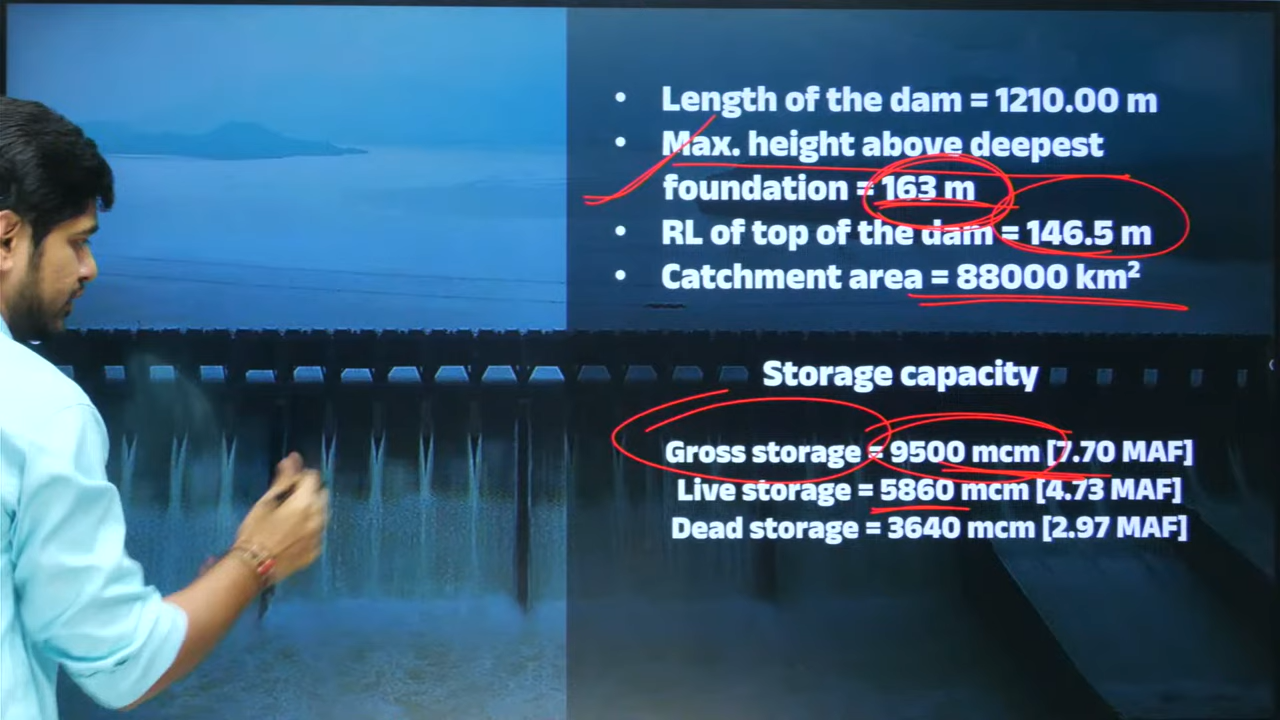 • Length of the dam = 1210.00 m
• Max. height above deepest
foundation = 163 m
• RL of top of the dam = 146.5 m
• Catchment area = 88000 km²
Storage capacity
Gross storage = 9500 mcm [7.70 MAF]
Live storage = 5860 mcm [4.73 MAF]
Dead storage = 3640 mcm [2.97 MAF]